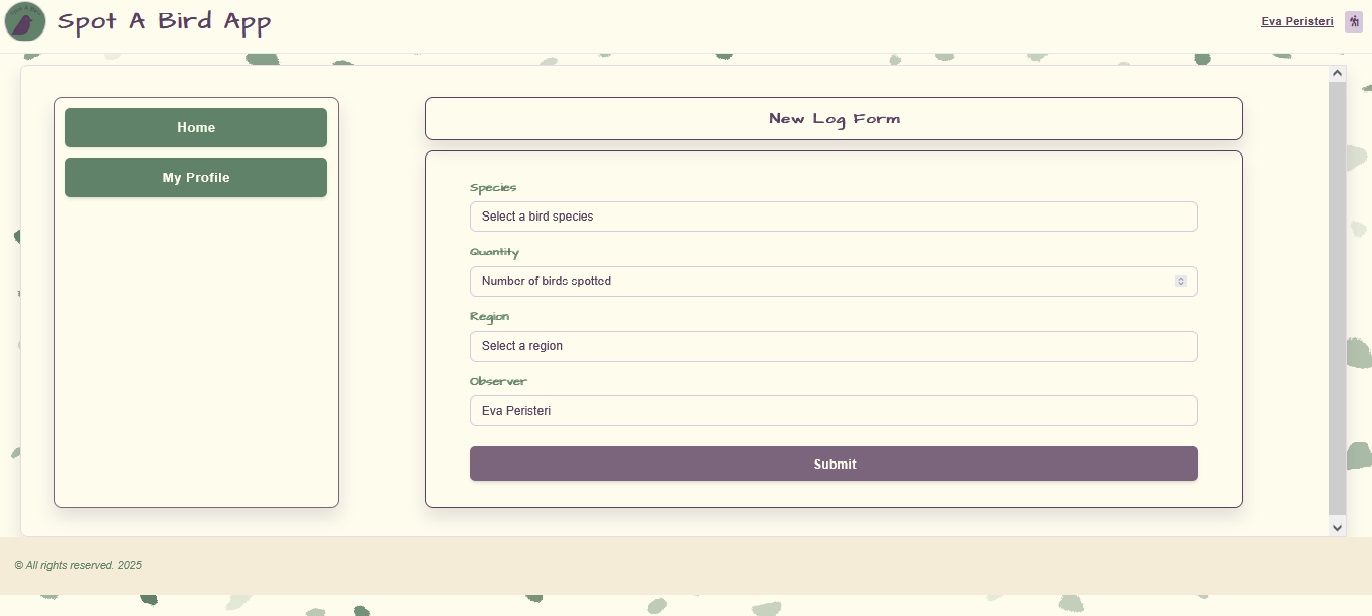 Spot A Bird App
Eva Peristeri
Home
My Profile
New Log Form
Species
Select a bird species
Quantity
Number of birds spotted
Region
Select a region
Observer
Eva Peristeri
Submit
© All rights reserved. 2025